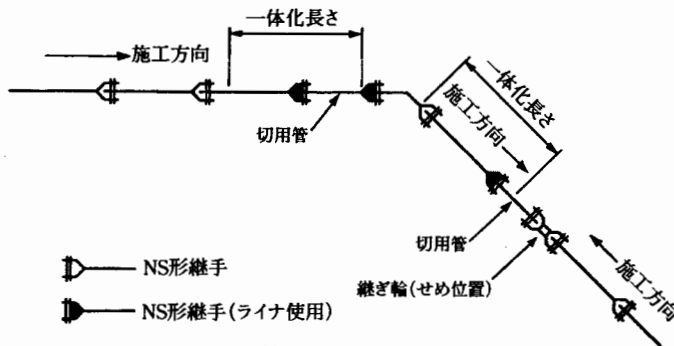 一体化長さ
施工方向
切用管
一体化長さ
施工方向
切用管
継ぎ輪(せめ位置)
施工方向
NS形継手
NS形継手(ライナ使用)